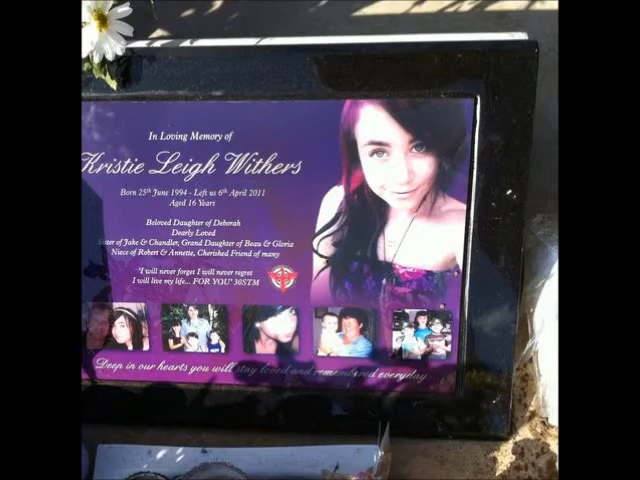 In Loving Memory of
Kristie Leigh Withers
Born 25th June 1994 - Left us 6th April 2011
Aged 16 Years
Beloved Daughter of Deborah
Dearly Loved
Sister of Jake & Chandler, Grand Daughter of Beau & Gloria
Niece of Robert & Annette, Cherished Friend of many
"I will never forget I will never regret
I will live my life... FOR YOU" 30STM
Deep in our hearts you will stay loved and remembered everyday